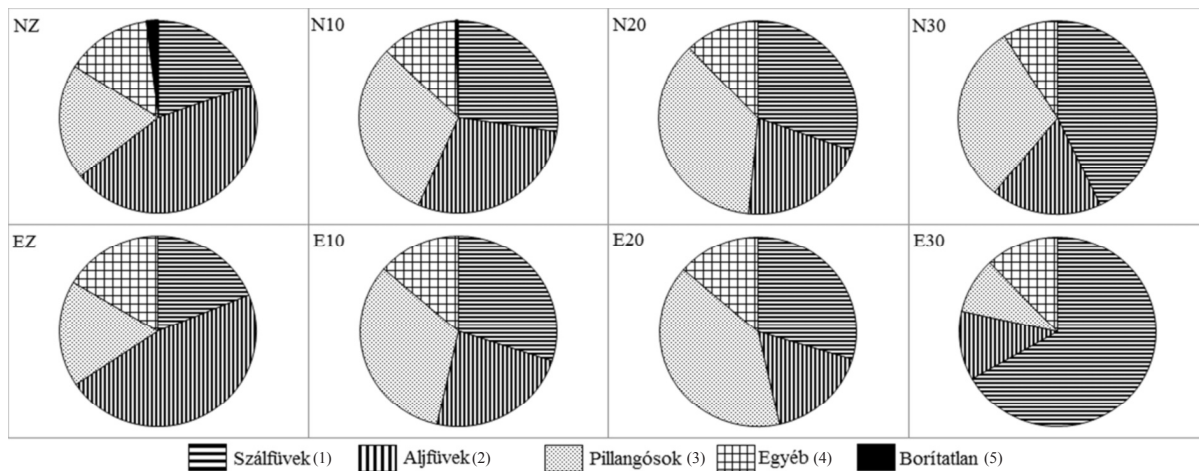 NZ N10 N20 N30
EZ E10 E20 E30
Szálfüvek (1) Aljfüvek (2) Pillangósok (3) Egyéb (4) Borítatlan (5)